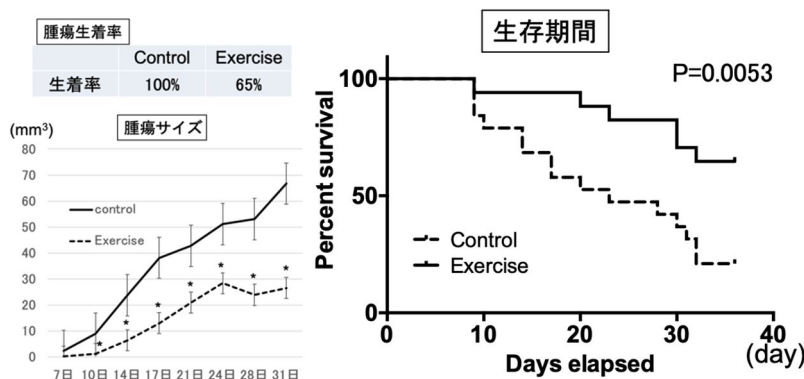 腫瘍生着率
Control Exercise
生着率 100% 65%
腫瘍サイズ
(mm³)
80
70
60
50
40
30
20
10
0
control
Exercise
*
*
*
*
*
*
*
7日 10日 14日 17日 21日 24日 28日 31日
生存期間
P=0.0053
Percent survival
100
50
0
Control
Exercise
0 10 20 30 40
Days elapsed
(day)